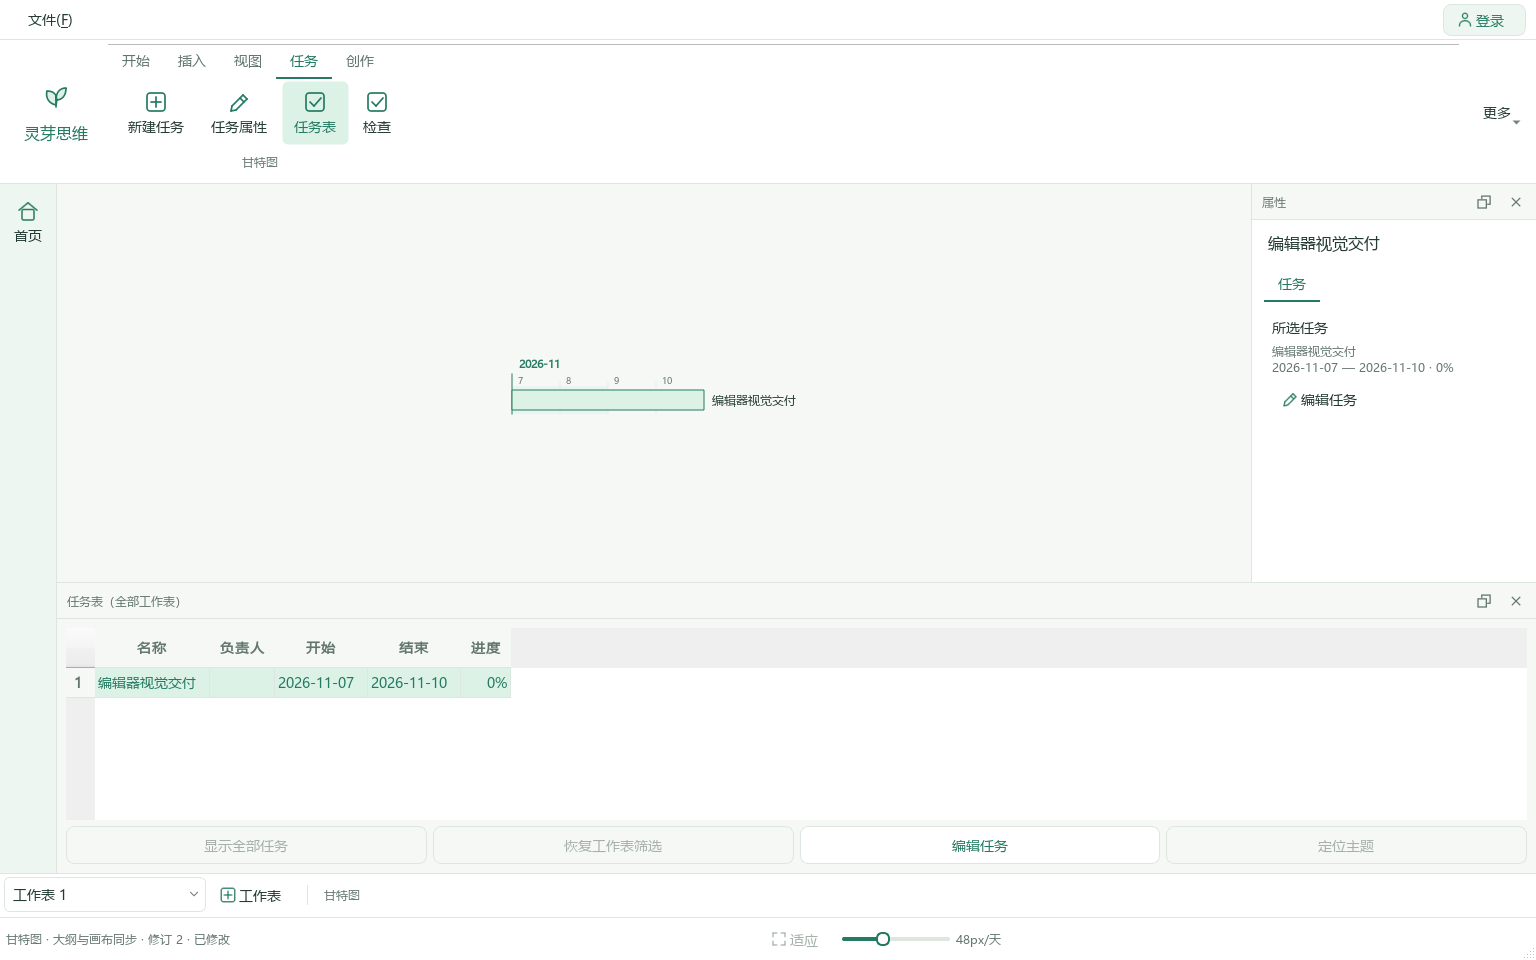 文件(F)
登录
开始 插入 视图 任务 创作
灵芽思维
新建任务 任务属性 任务表 检查
更多
甘特图
首页
属性
编辑器视觉交付
任务
所选任务
编辑器视觉交付
2026-11-07 — 2026-11-10 · 0%
编辑任务
2026-11
7 8 9 10
编辑器视觉交付
任务表（全部工作表）
名称 负责人 开始 结束 进度
1 编辑器视觉交付 2026-11-07 2026-11-10 0%
显示全部任务 恢复工作表筛选 编辑任务 定位主题
工作表 1 工作表 甘特图
甘特图 · 大纲与画布同步 · 修订 2 · 已修改
适应 48px/天